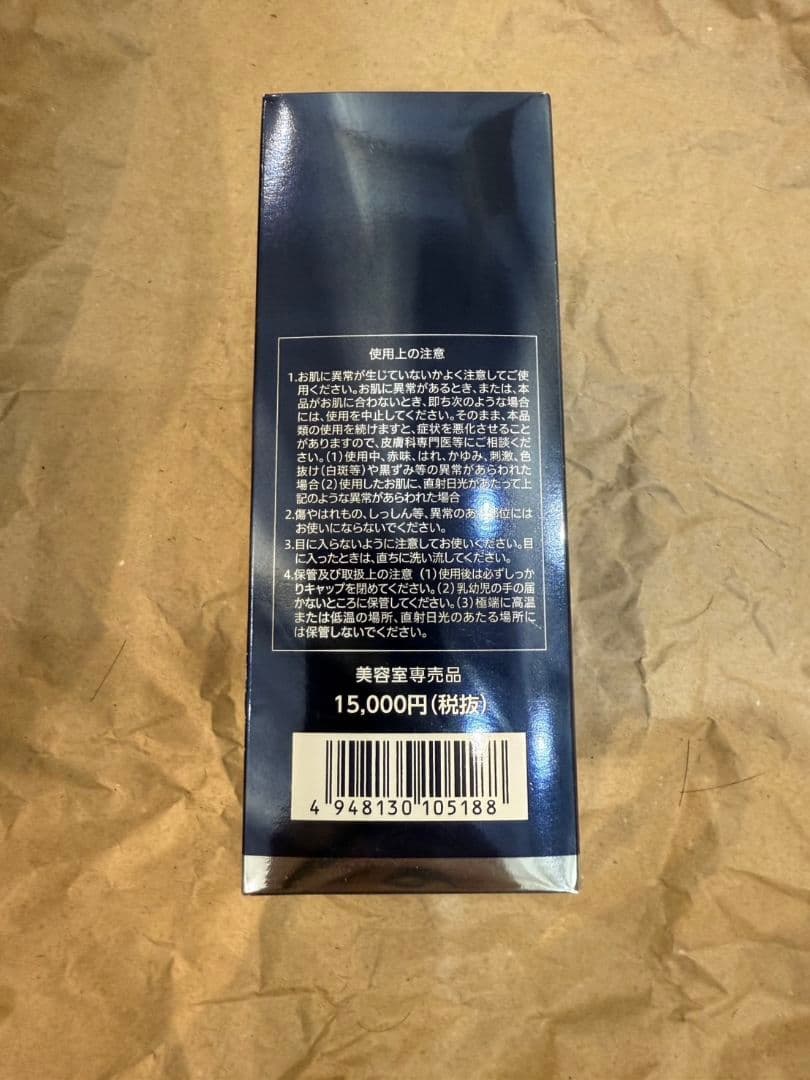 使用上の注意
1.お肌に異常が生じていないかよく注意してご使
用ください。お肌に異常があるとき、または、本
品がお肌に合わないとき、即ち次のような場合
には、使用を中止してください。そのまま、本品
類の使用を続けますと、症状を悪化させること
がありますので、皮膚科専門医等にご相談くだ
さい。(1)使用中、赤味、はれ、かゆみ、刺激、色
抜け(白斑等)や黒ずみ等の異常があらわれた
場合(2)使用したお肌に、直射日光があたって上
記のような異常があらわれた場合
2.傷やはれもの、しっしん等、異常のある部位には
お使いにならないでください。
3.目に入らないように注意してお使いください。目
に入ったときは、直ちに洗い流してください。
4.保管及び取扱上の注意 (1)使用後は必ずしっか
りキャップを閉めてください。(2)乳幼児の手の届
かないところに保管してください。(3)極端に高温
または低温の場所、直射日光のあたる場所に
は保管しないでください。
美容室専売品
15,000円(税抜)
4 948130 105188